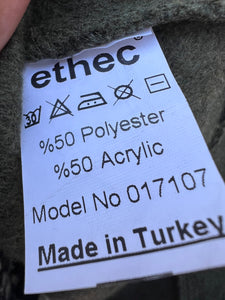 ethec
%50 Polyester
%50 Acrylic
Model No 017107
Made in Turkey